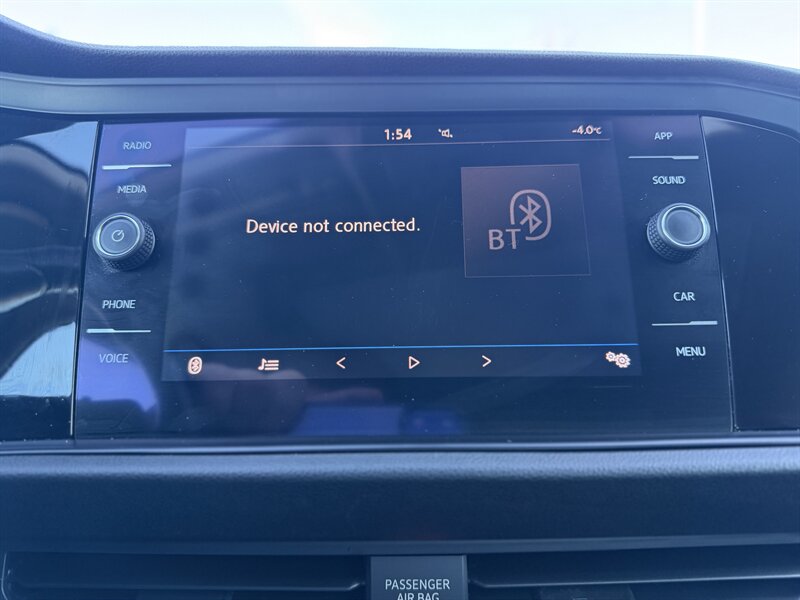 RADIO
MEDIA
PHONE
VOICE
1:54
-4.0°C
Device not connected.
BT
APP
SOUND
CAR
MENU
PASSENGER
AIR BAG